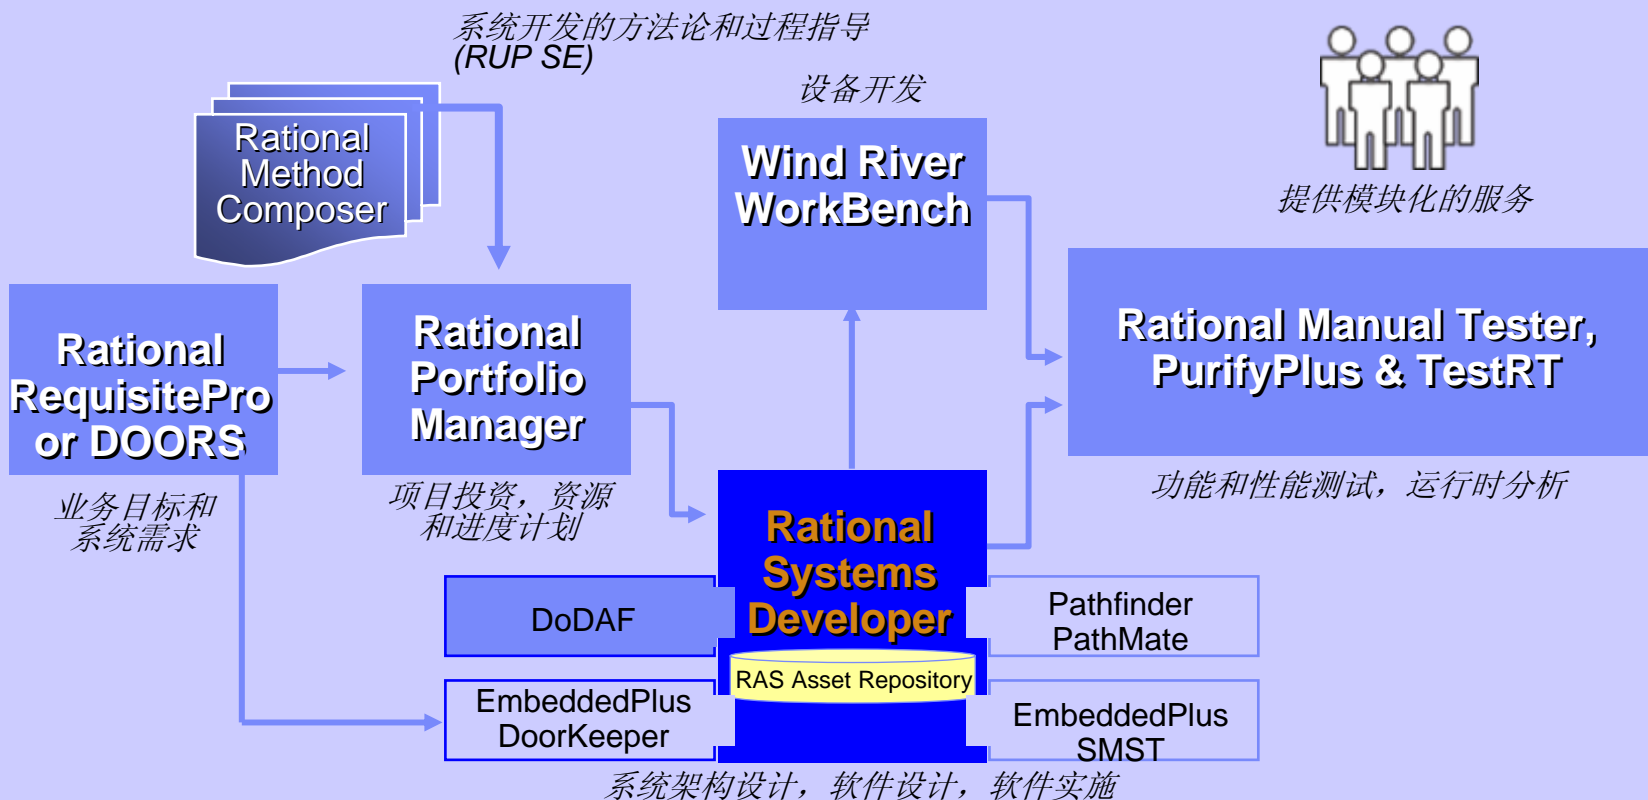 系统开发的方法论和过程指导
(RUP SE)
设备开发
Rational
Method
Composer
Wind River
WorkBench
提供模块化的服务
Rational
RequisitePro
or DOORS
Rational
Portfolio
Manager
Rational Manual Tester,
PurifyPlus & TestRT
业务目标和
系统需求
项目投资，资源
和进度计划
功能和性能测试，运行时分析
Rational
Systems
Developer
DoDAF
Pathfinder
PathMate
RAS Asset Repository
EmbeddedPlus
DoorKeeper
EmbeddedPlus
SMST
系统架构设计，软件设计，软件实施